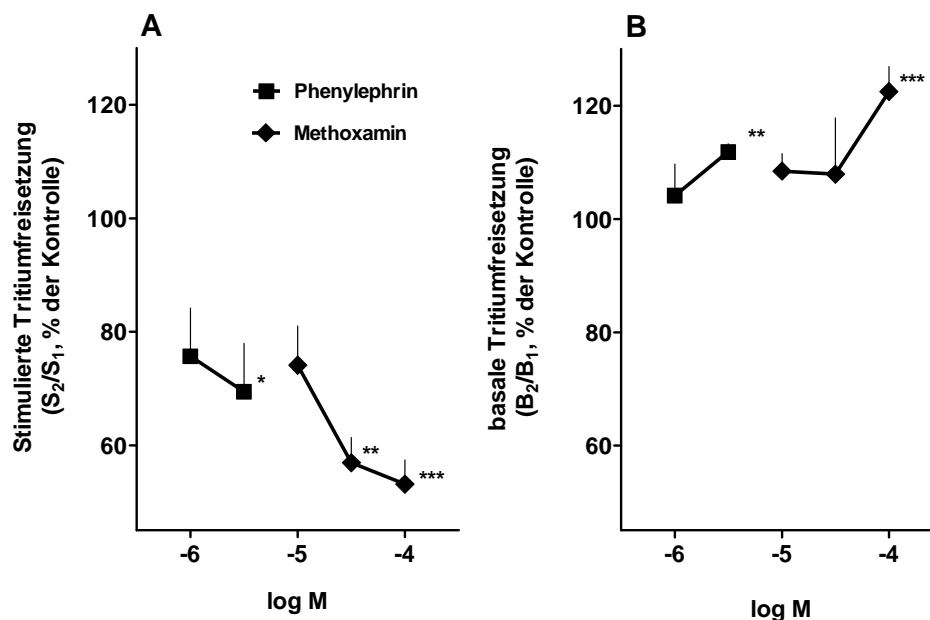 A
Phenylephrin
Methoxamin
Stimulierte Tritiumfreisetzung
(S2/S1, % der Kontrolle)
120
100
80
60
*
**
***
-6
-5
-4
log M
B
basale Tritiumfreisetzung
(B2/B1, % der Kontrolle)
120
100
80
60
**
***
-6
-5
-4
log M